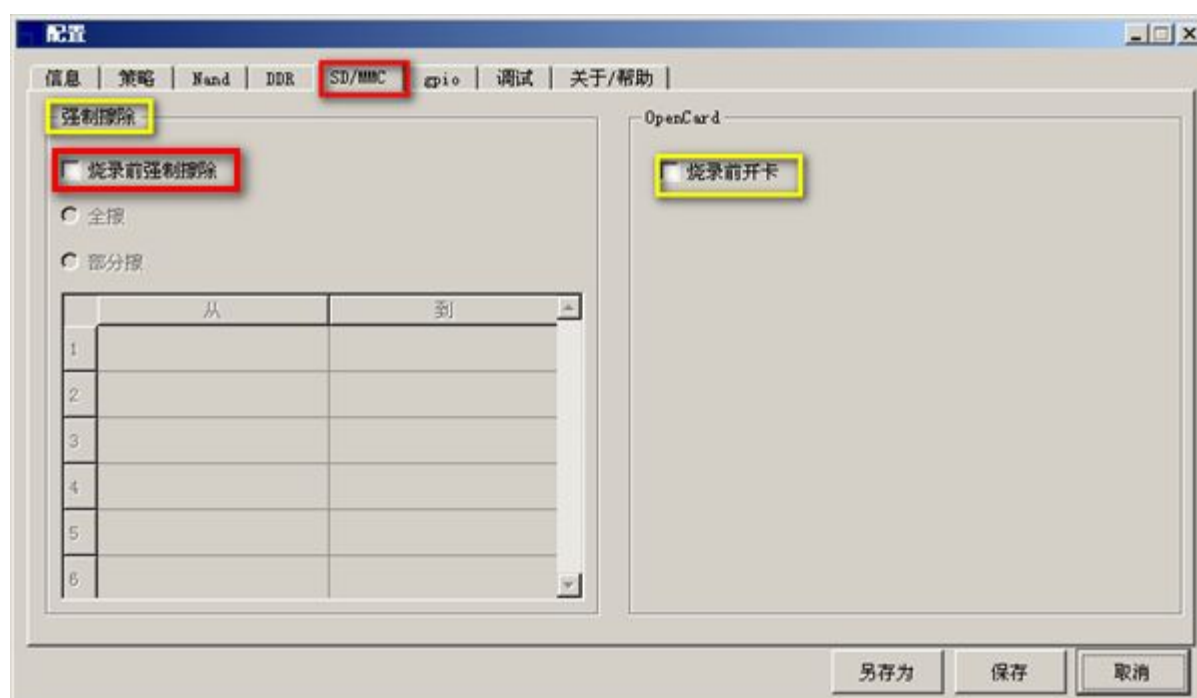 配置
信息 策略 Nand DDR SD/MMC gpio 调试 关于/帮助
强制擦除
烧录前强制擦除
全擦
部分擦
从 到
1
2
3
4
5
6
OpenCard
烧录前开卡
另存为 保存 取消